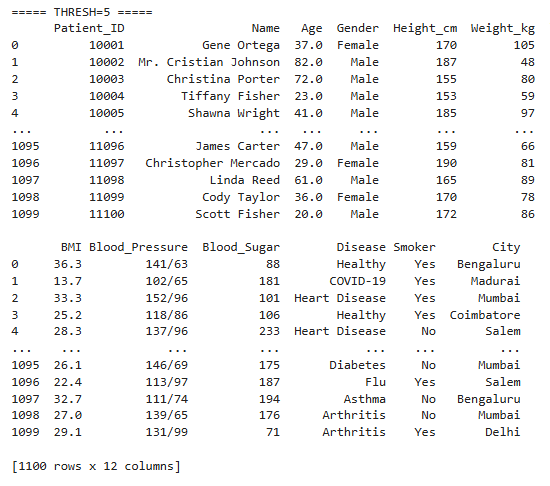 ===== THRESH=5 =====
Patient_ID Name Age Gender Height_cm Weight_kg
0 10001 Gene Ortega 37.0 Female 170 105
1 10002 Mr. Cristian Johnson 82.0 Male 187 48
2 10003 Christina Porter 72.0 Male 155 80
3 10004 Tiffany Fisher 23.0 Male 153 59
4 10005 Shawna Wright 41.0 Male 185 97
... ... ... ... ... ... ...
1095 11096 James Carter 47.0 Male 159 66
1096 11097 Christopher Mercado 29.0 Female 190 81
1097 11098 Linda Reed 61.0 Male 165 89
1098 11099 Cody Taylor 36.0 Female 170 78
1099 11100 Scott Fisher 20.0 Male 172 86
BMI Blood_Pressure Blood_Sugar Disease Smoker City
0 36.3 141/63 88 Healthy Yes Bengaluru
1 13.7 102/65 181 COVID-19 Yes Madurai
2 33.3 152/96 101 Heart Disease Yes Mumbai
3 25.2 118/86 106 Healthy Yes Coimbatore
4 28.3 137/96 233 Heart Disease No Salem
... ... ... ... ... ... ...
1095 26.1 146/69 175 Diabetes No Mumbai
1096 22.4 113/97 187 Flu Yes Salem
1097 32.7 111/74 194 Asthma No Bengaluru
1098 27.0 139/65 176 Arthritis No Mumbai
1099 29.1 131/99 71 Arthritis Yes Delhi
[1100 rows x 12 columns]